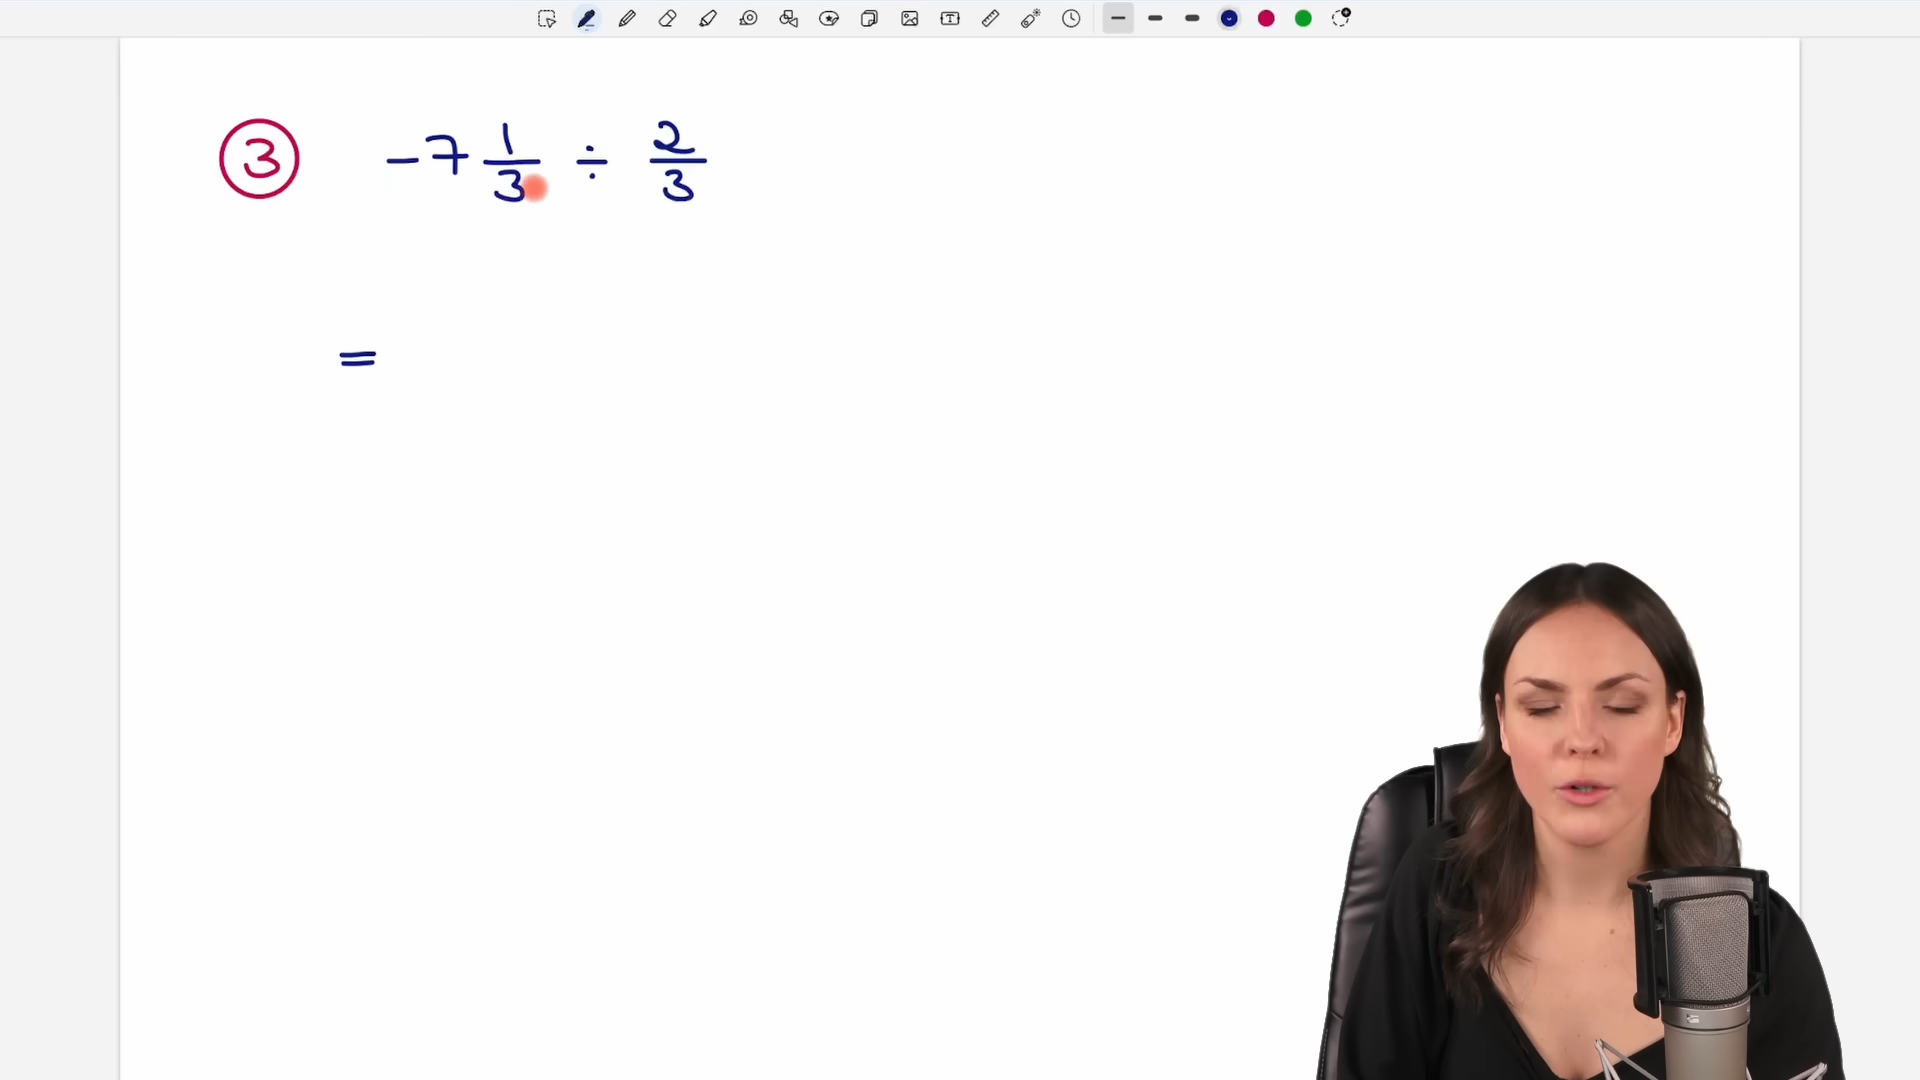 3 -7 1/3 ÷ 2/3
=